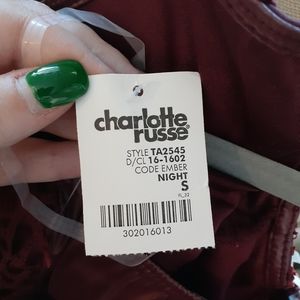 charlotte
russe®
STYLE TA2545
D/CL 16-1602
CODE EMBER
NIGHT
S
302016013